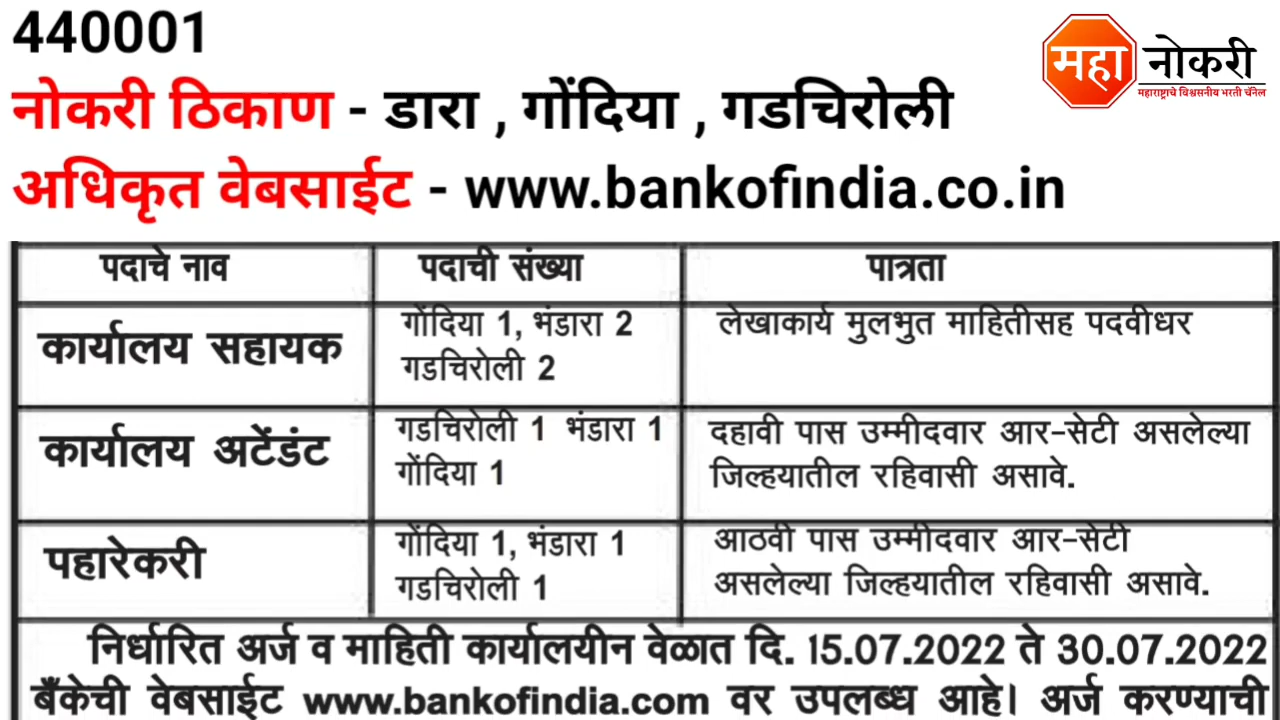 440001
महा नोकरी
महाराष्ट्राचे विश्वसनीय भरती चॅनेल
नोकरी ठिकाण - डारा , गोंदिया , गडचिरोली
अधिकृत वेबसाईट - www.bankofindia.co.in
पदाचे नाव पदाची संख्या पात्रता
कार्यालय सहायक
गोंदिया 1, भंडारा 2
गडचिरोली 2
लेखाकार्य मुलभुत माहितीसह पदवीधर
कार्यालय अटेंडंट
गडचिरोली 1 भंडारा 1
गोंदिया 1
दहावी पास उम्मीदवार आर-सेटी असलेल्या
जिल्हयातील रहिवासी असावे.
पहारेकरी
गोंदिया 1, भंडारा 1
गडचिरोली 1
आठवी पास उम्मीदवार आर-सेटी
असलेल्या जिल्हयातील रहिवासी असावे.
निर्धारित अर्ज व माहिती कार्यालयीन वेळात दि. 15.07.2022 ते 30.07.2022
बँकेची वेबसाईट www.bankofindia.com वर उपलब्ध आहे। अर्ज करण्याची